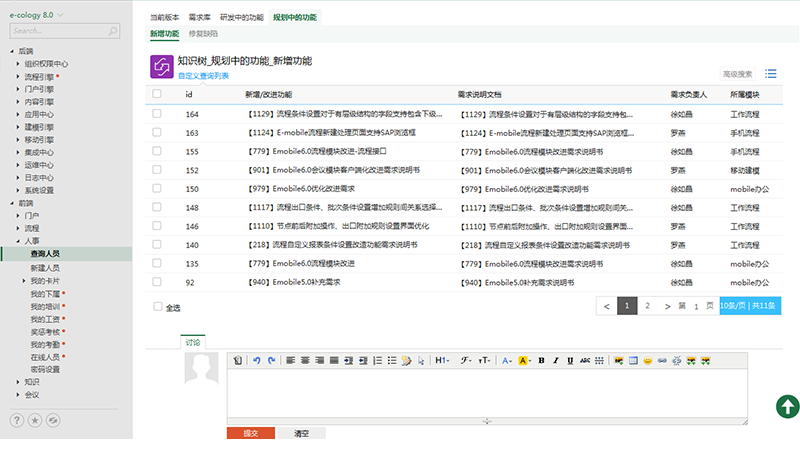 e-cology 8.0
Search...
后端
组织权限中心
流程引擎
门户引擎
内容引擎
应用中心
建模引擎
移动引擎
集成中心
运维中心
日志中心
系统设置
前端
门户
流程
人事
查询人员
新建人员
我的卡片
我的下属
我的培训
我的工资
奖惩考核
我的考勤
在线人员
密码设置
知识
会议
当前版本 需求库 研发中的功能 规划中的功能
新增功能 修复缺陷
知识树_规划中的功能_新增功能
自定义查询列表
高级搜索
id 新增/改进功能 需求说明文档 需求负责人 所属模块
164 【1129】流程条件设置对于有层级结构的字段支持包含下级... 【1129】流程条件设置对于有层级结构的字段支持包... 徐如晶 工作流程
163 【1124】E-mobile流程新建处理页面支持SAP浏览框 【1124】E-mobile流程新建处理页面支持SAP浏览框... 罗燕 手机流程
155 【779】Emobile6.0流程模块改进-流程接口 【779】Emobile6.0流程模块改进需求说明书 徐如晶 手机流程
152 【901】Emobile6.0会议模块客户端化改进需求说明书 【901】Emobile6.0会议模块客户端化改进需求说明书 罗燕 移动建模
150 【979】Emobile6.0优化改进需求 【979】Emobile6.0优化改进需求说明书 徐如晶 mobile办公
148 【1117】流程出口条件、批次条件设置增加规则间关系选择... 【1117】流程出口条件、批次条件设置增加规则间关... 徐如晶 工作流程
146 【1110】节点前后附加操作、出口附加规则设置界面优化 【1110】节点前后附加操作、出口附加规则设置界面... 罗燕 工作流程
140 【218】流程自定义报表条件设置改造功能需求说明书 【218】流程自定义报表条件设置改造功能需求说明书 罗燕 工作流程
135 【779】Emobile6.0流程模块改进 【779】Emobile6.0流程模块改进需求说明书 徐如晶 mobile办公
92 【940】Emobile5.0补充需求 【940】Emobile5.0补充需求说明书 徐如晶 mobile办公
全选
< 1 2 > 第 1 页 10条/页 | 共11条
讨论
H1 F тT A A B I U ABC
提交 清空